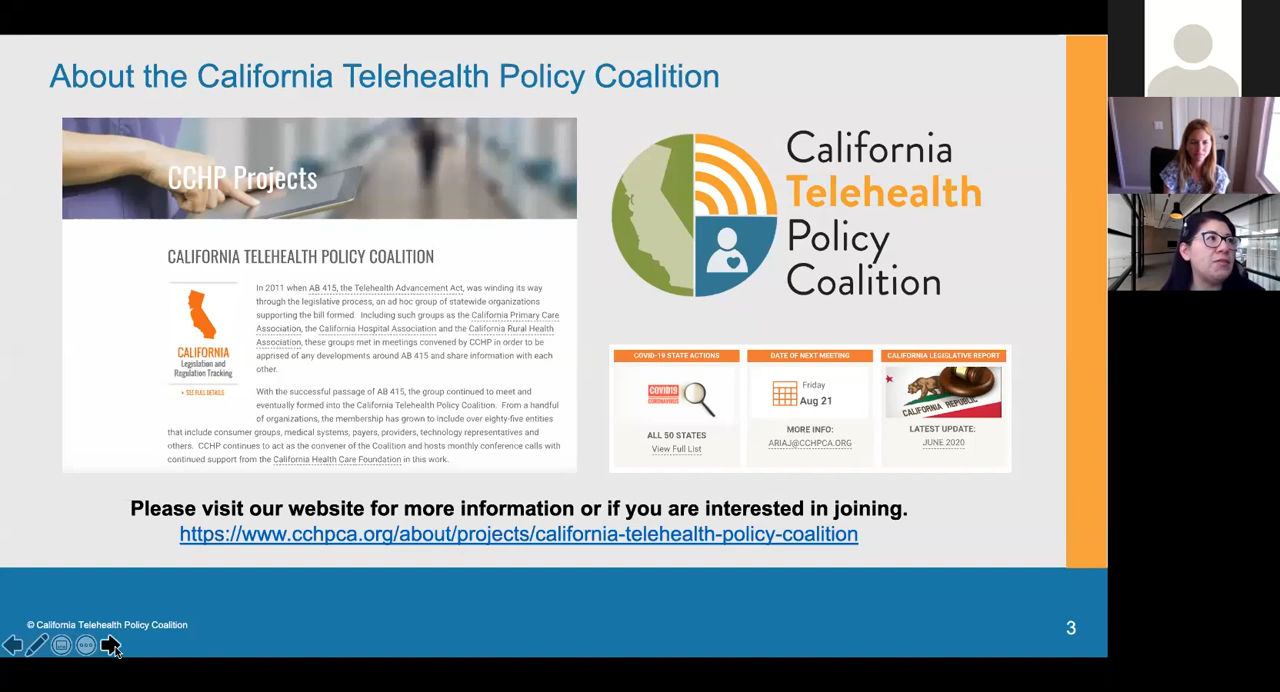 About the California Telehealth Policy Coalition
CCHP Projects
CALIFORNIA TELEHEALTH POLICY COALITION
CALIFORNIA
Legislation and
Regulation Tracking
• SEE FULL DETAILS
In 2011 when AB 415, the Telehealth Advancement Act, was winding its way
through the legislative process, an ad hoc group of statewide organizations
supporting the bill formed. Including such groups as the California Primary Care
Association, the California Hospital Association and the California Rural Health
Association, these groups met in meetings convened by CCHP in order to be
apprised of any developments around AB 415 and share information with each
other.
With the successful passage of AB 415, the group continued to meet and
eventually formed into the California Telehealth Policy Coalition. From a handful
of organizations, the membership has grown to include over eighty-five entities
that include consumer groups, medical systems, payers, providers, technology representatives and
others. CCHP continues to act as the convener of the Coalition and hosts monthly conference calls with
continued support from the California Health Care Foundation in this work.
California
Telehealth
Policy
Coalition
COVID-19 STATE ACTIONS
COVID19
CORONAVIRUS
ALL 50 STATES
View Full List
DATE OF NEXT MEETING
Friday
Aug 21
MORE INFO:
ARIAJ@CCHPCA.ORG
CALIFORNIA LEGISLATIVE REPORT
CALIFORNIA REPUBLIC
LATEST UPDATE:
JUNE 2020
Please visit our website for more information or if you are interested in joining.
https://www.cchpca.org/about/projects/california-telehealth-policy-coalition
© California Telehealth Policy Coalition
3